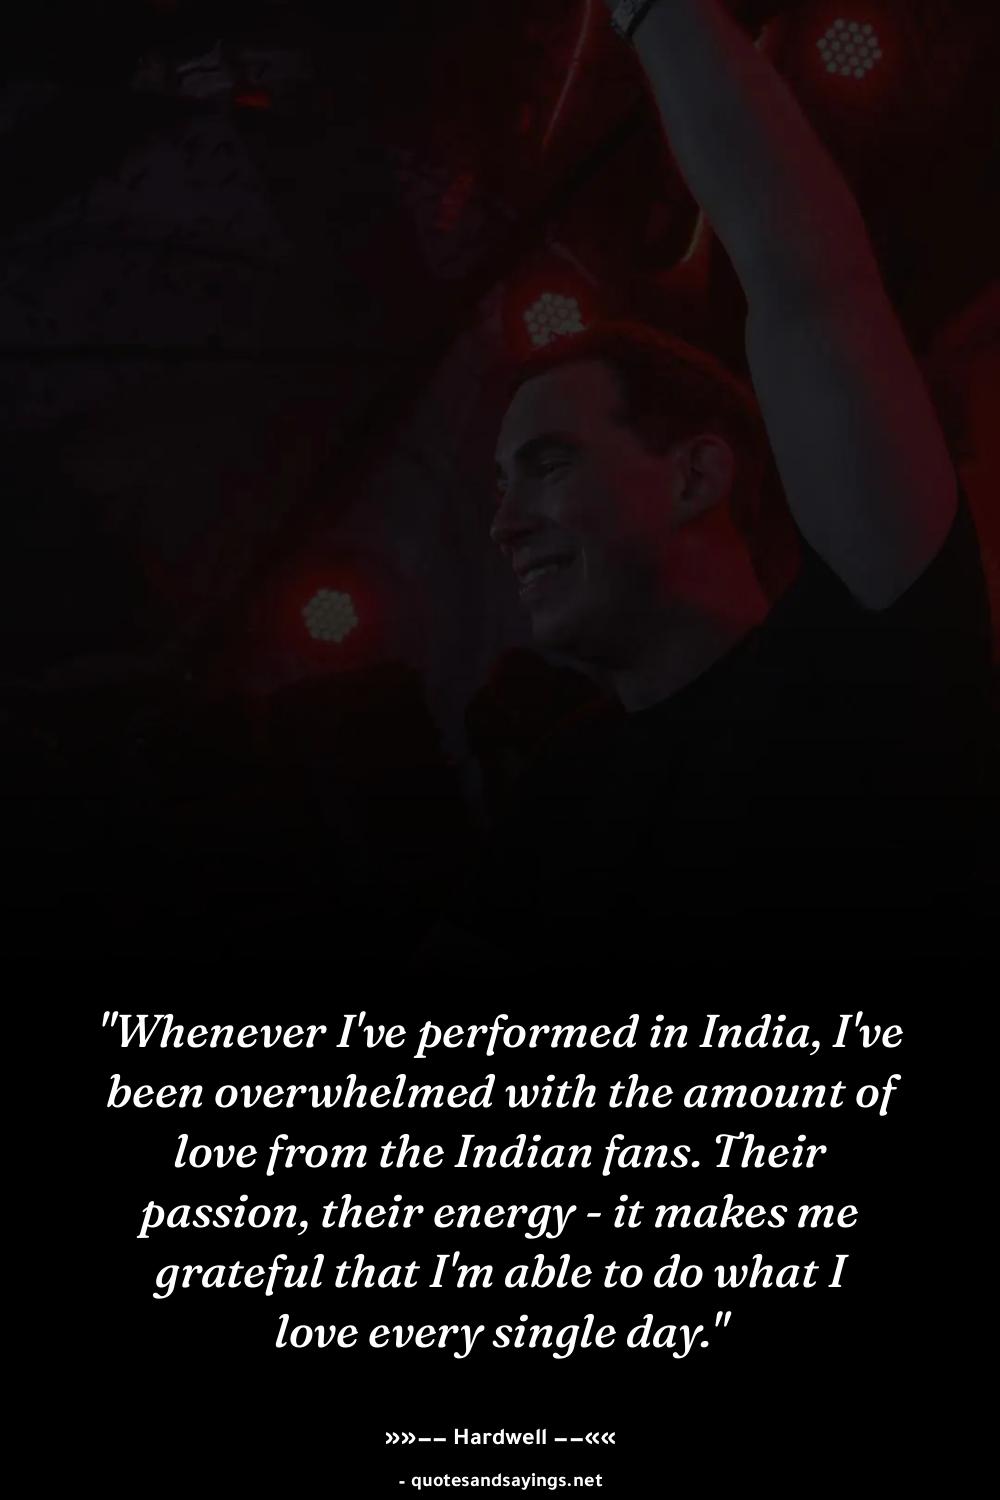 "Whenever I've performed in India, I've
been overwhelmed with the amount of
love from the Indian fans. Their
passion, their energy - it makes me
grateful that I'm able to do what I
love every single day."
»»–– Hardwell ––««
- quotesandsayings.net